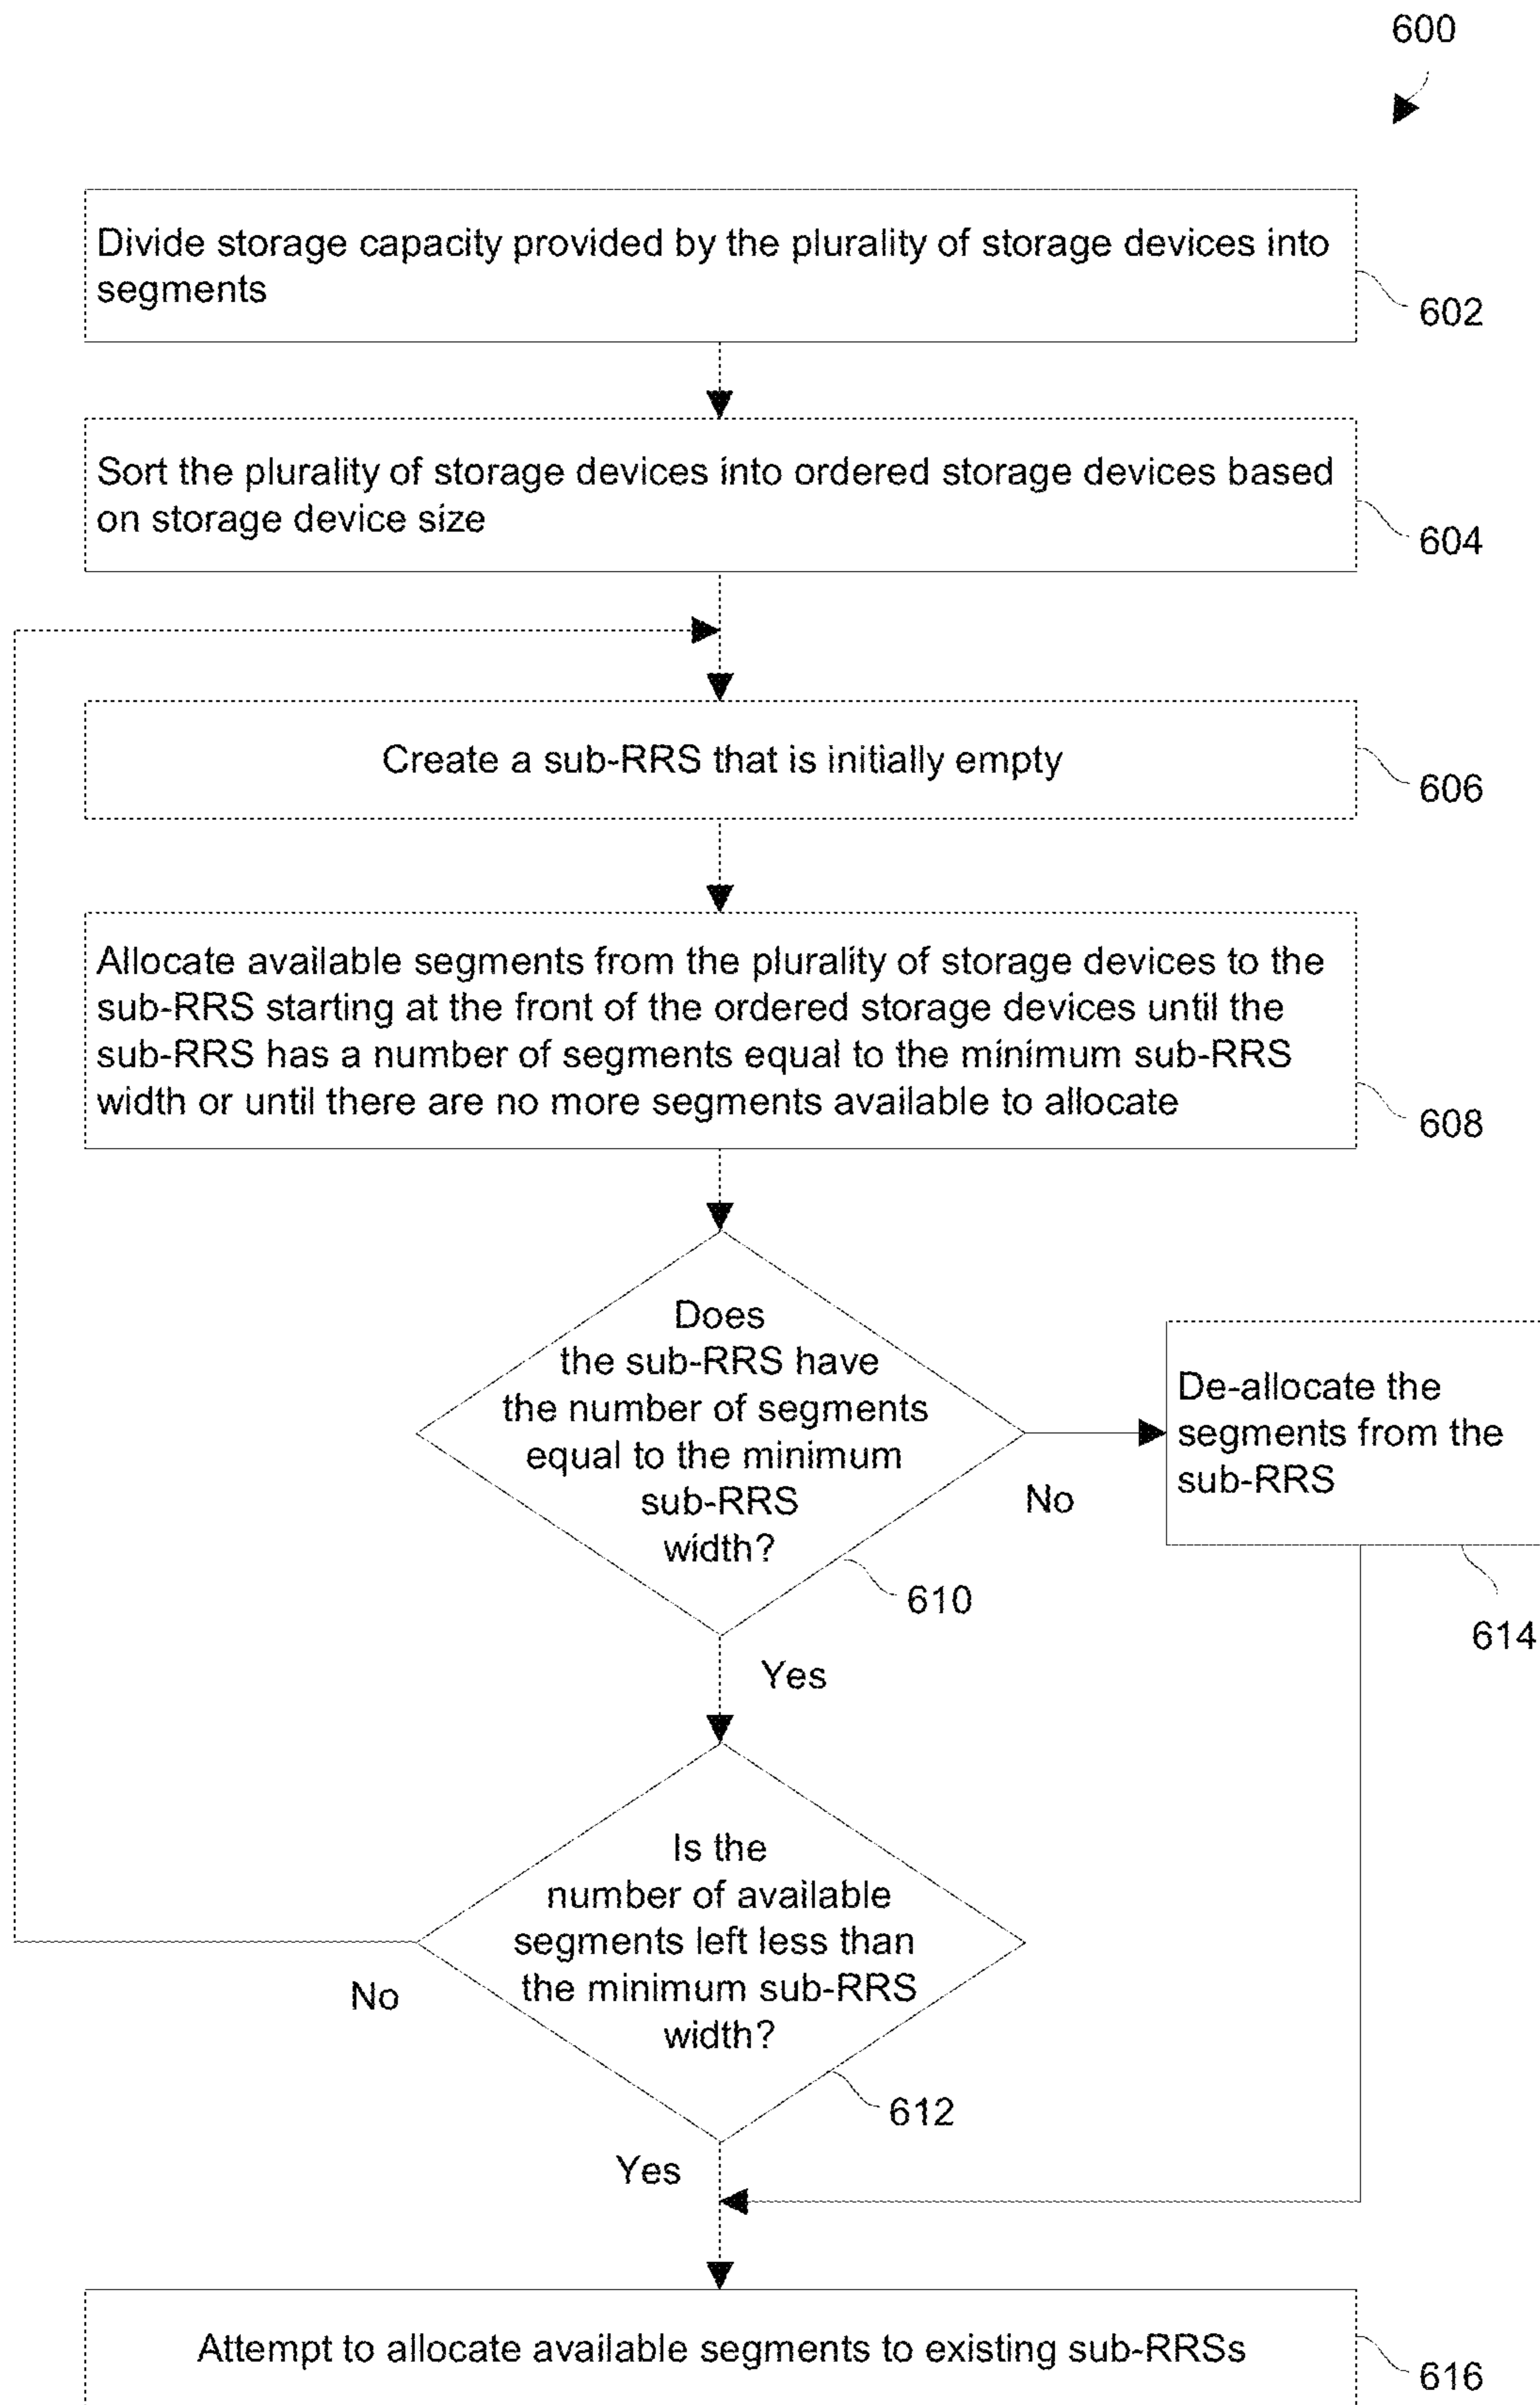 600
Divide storage capacity provided by the plurality of storage devices into
segments
602
Sort the plurality of storage devices into ordered storage devices based
on storage device size
604
Create a sub-RRS that is initially empty
606
Allocate available segments from the plurality of storage devices to the
sub-RRS starting at the front of the ordered storage devices until the
sub-RRS has a number of segments equal to the minimum sub-RRS
width or until there are no more segments available to allocate
608
Does
the sub-RRS have
the number of segments
equal to the minimum
sub-RRS
width?
610
No
De-allocate the
segments from the
sub-RRS
614
Yes
Is the
number of available
segments left less than
the minimum sub-RRS
width?
612
No
Yes
Attempt to allocate available segments to existing sub-RRSs
616